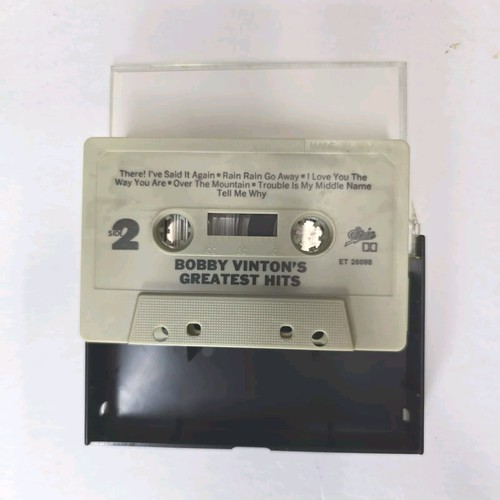 There! I've Said It Again • Rain Rain Go Away • I Love You The
Way You Are • Over The Mountain • Trouble Is My Middle Name
Tell Me Why
SIDE
2
Epic
BOBBY VINTON'S
GREATEST HITS
ET 26098